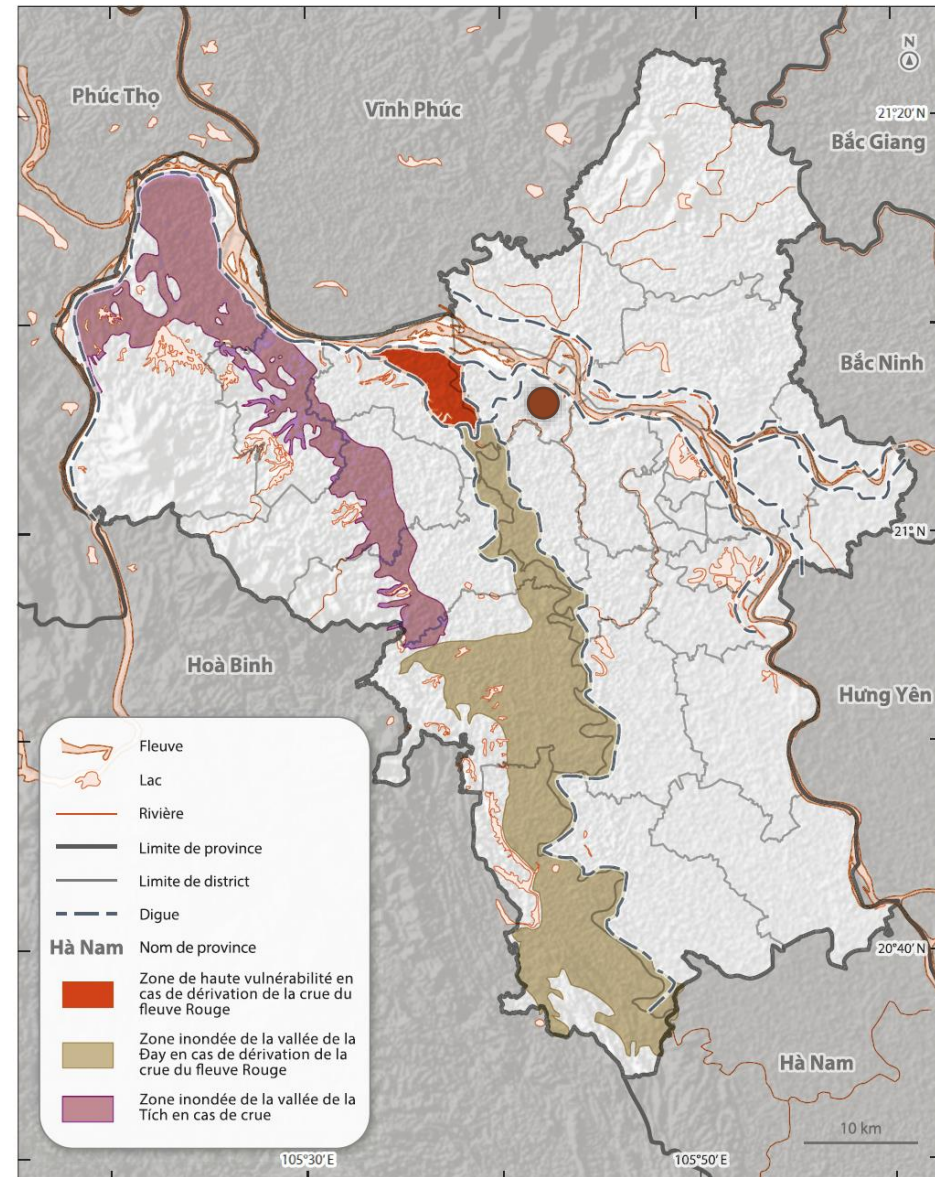 N
21°20' N
Phúc Thọ
Vĩnh Phúc
Bắc Giang
Bắc Ninh
21° N
Hoà Binh
Hưng Yên
Fleuve
Lac
Rivière
Limite de province
Limite de district
Digue
Hà Nam Nom de province
Zone de haute vulnérabilité en
cas de dérivation de la crue du
fleuve Rouge
Zone inondée de la vallée de la
Đay en cas de dérivation de la
crue du fleuve Rouge
Zone inondée de la vallée de la
Tích en cas de crue
20°40' N
Hà Nam
10 km
105°30' E
105°50' E